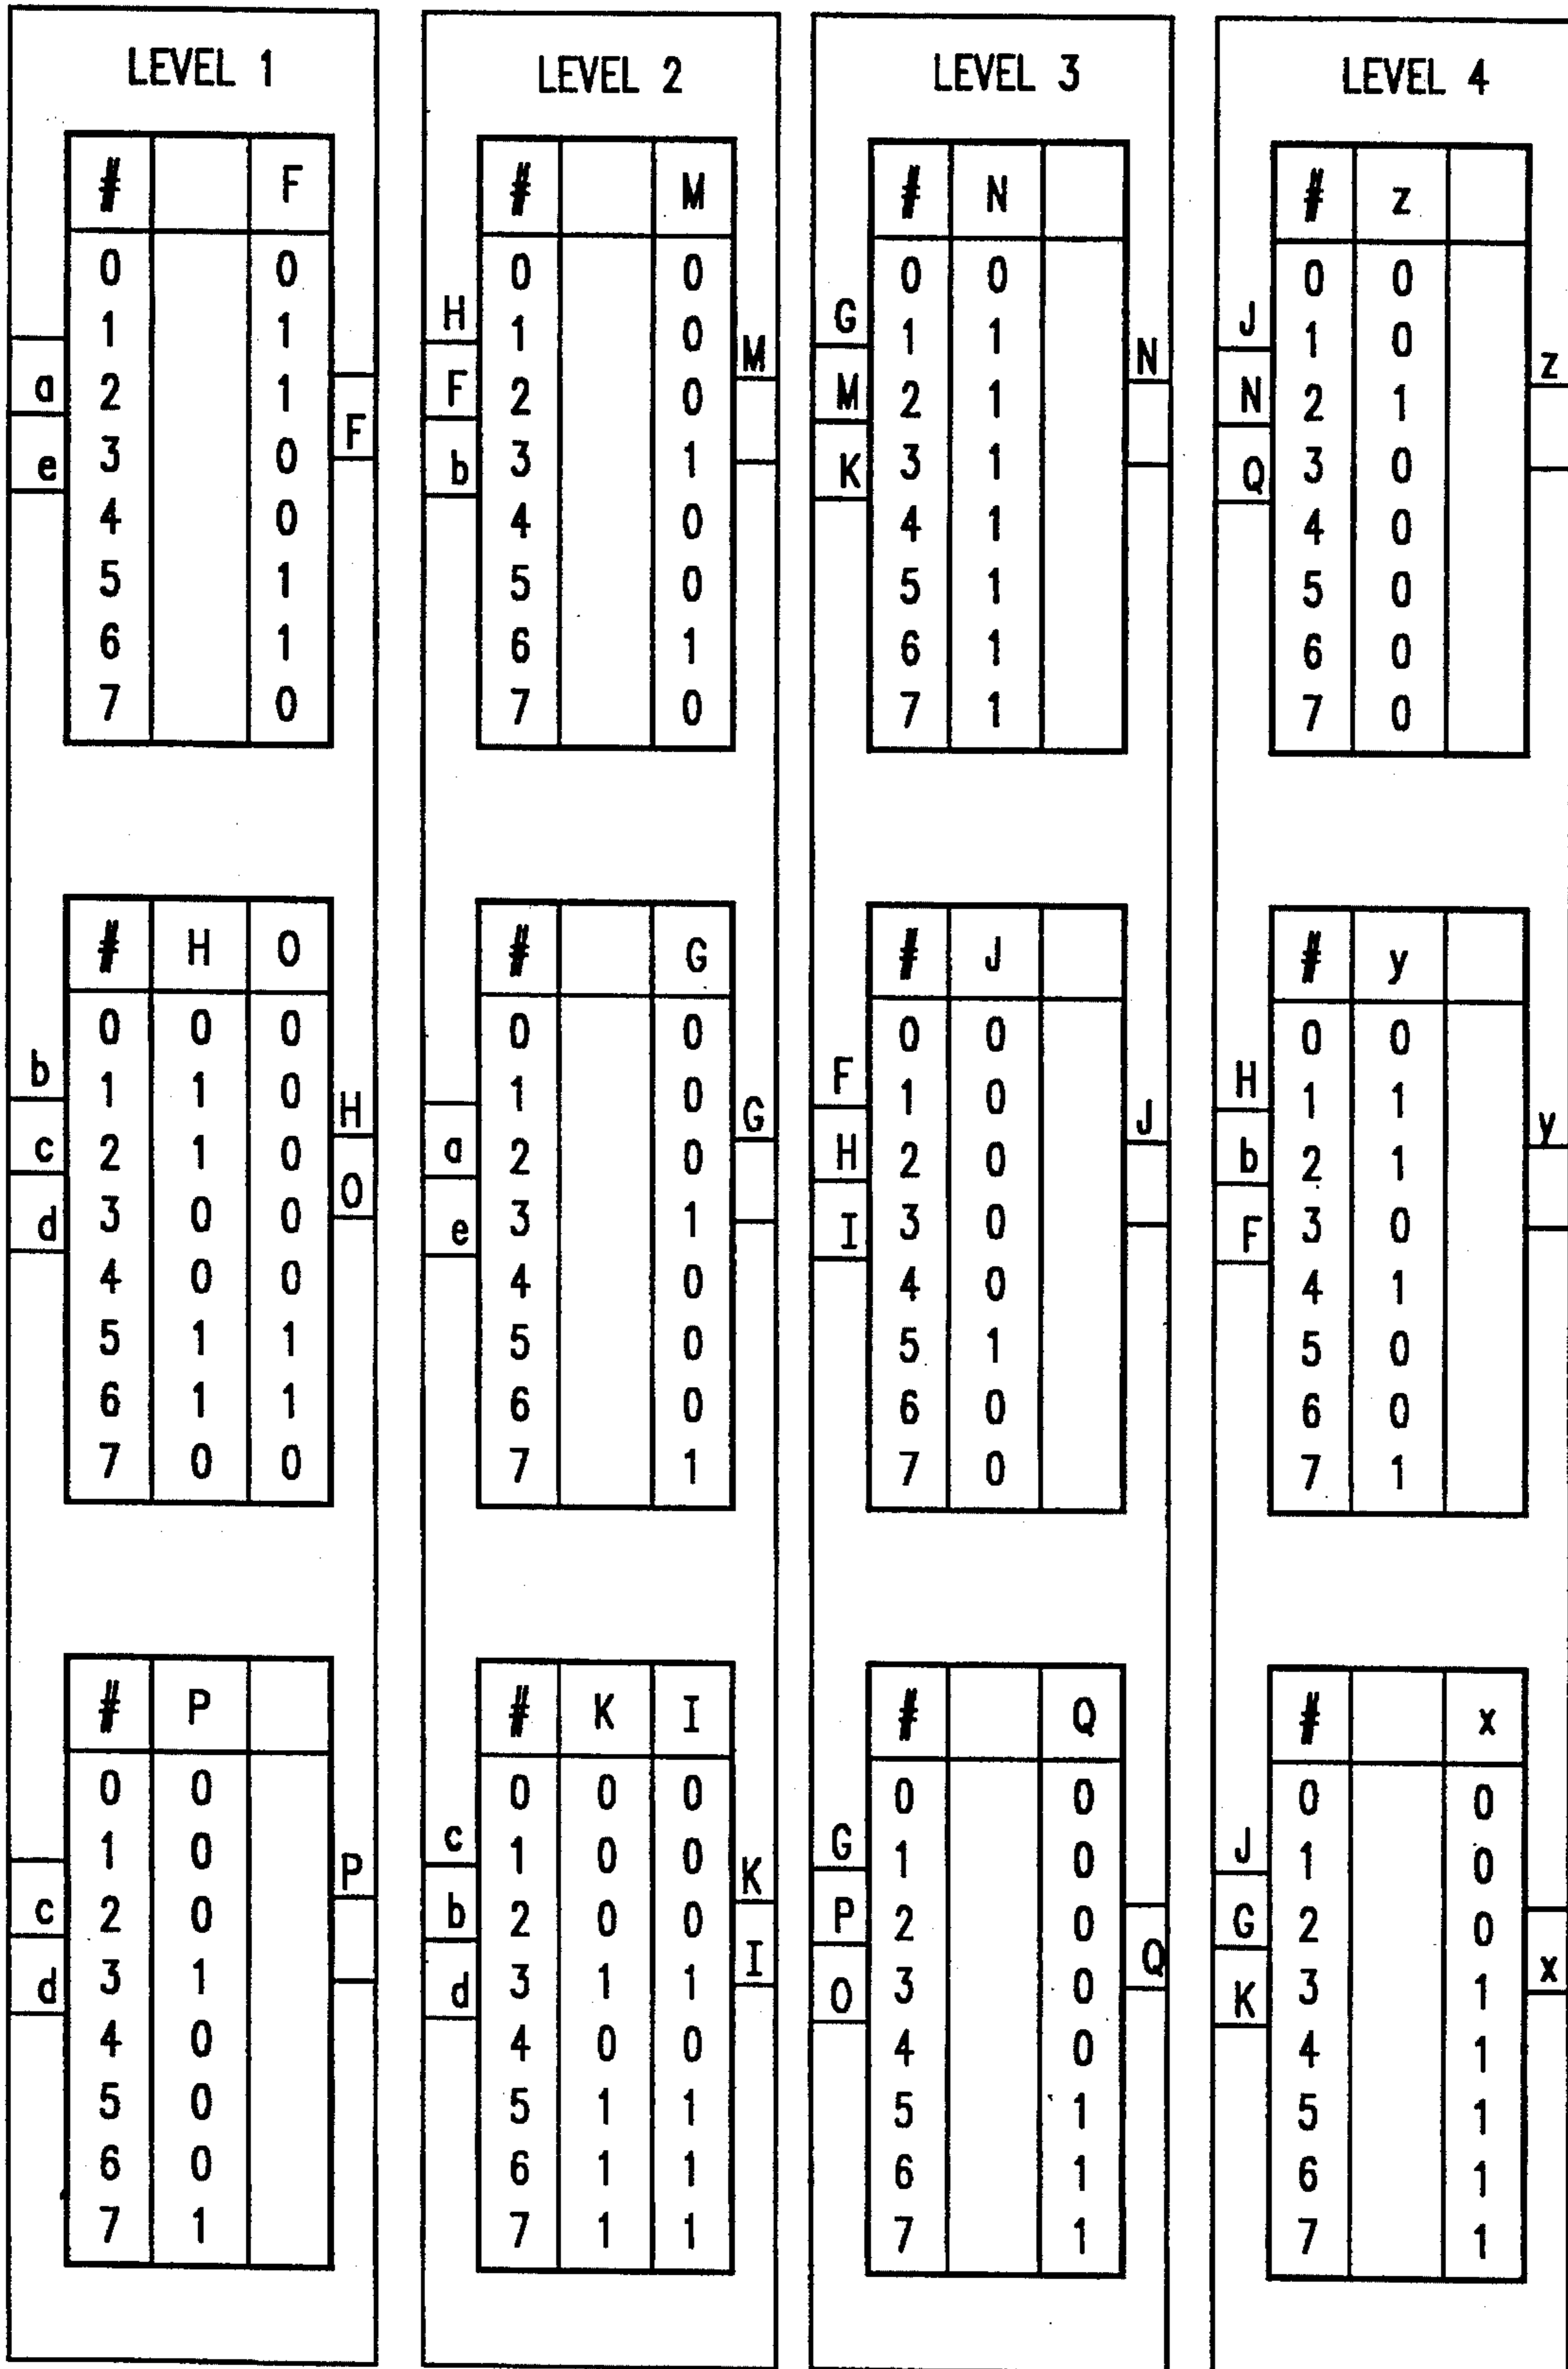 LEVEL 1
# F
0 0
1 1
2 1
3 0
4 0
5 1
6 1
7 0
a
e
F
# H O
0 0 0
1 1 0
2 1 0
3 0 0
4 0 0
5 1 1
6 1 1
7 0 0
b
c
d
H
O
# P
0 0
1 0
2 0
3 1
4 0
5 0
6 0
7 1
c
d
P
LEVEL 2
# M
0 0
1 0
2 0
3 1
4 0
5 0
6 1
7 0
H
F
b
M
# G
0 0
1 0
2 0
3 1
4 0
5 0
6 0
7 1
a
e
G
# K I
0 0 0
1 0 0
2 0 0
3 1 1
4 0 0
5 1 1
6 1 1
7 1 1
c
b
d
K
I
LEVEL 3
# N
0 0
1 1
2 1
3 1
4 1
5 1
6 1
7 1
G
M
K
N
# J
0 0
1 0
2 0
3 0
4 0
5 1
6 0
7 0
F
H
I
J
# Q
0 0
1 0
2 0
3 0
4 0
5 1
6 1
7 1
G
P
O
Q
LEVEL 4
# z
0 0
1 0
2 1
3 0
4 0
5 0
6 0
7 0
J
N
Q
z
# y
0 0
1 1
2 1
3 0
4 1
5 0
6 0
7 1
H
b
F
y
# x
0 0
1 0
2 0
3 1
4 1
5 1
6 1
7 1
J
G
K
x